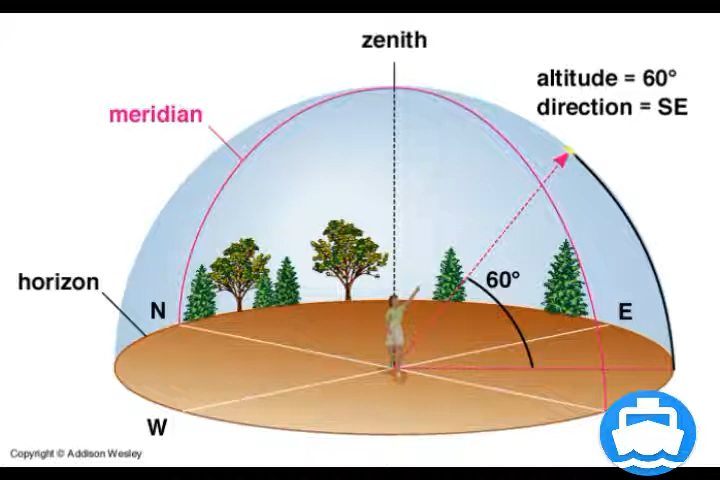 zenith
altitude = 60°
direction = SE
meridian
horizon
60°
N
E
W
Copyright © Addison Wesley